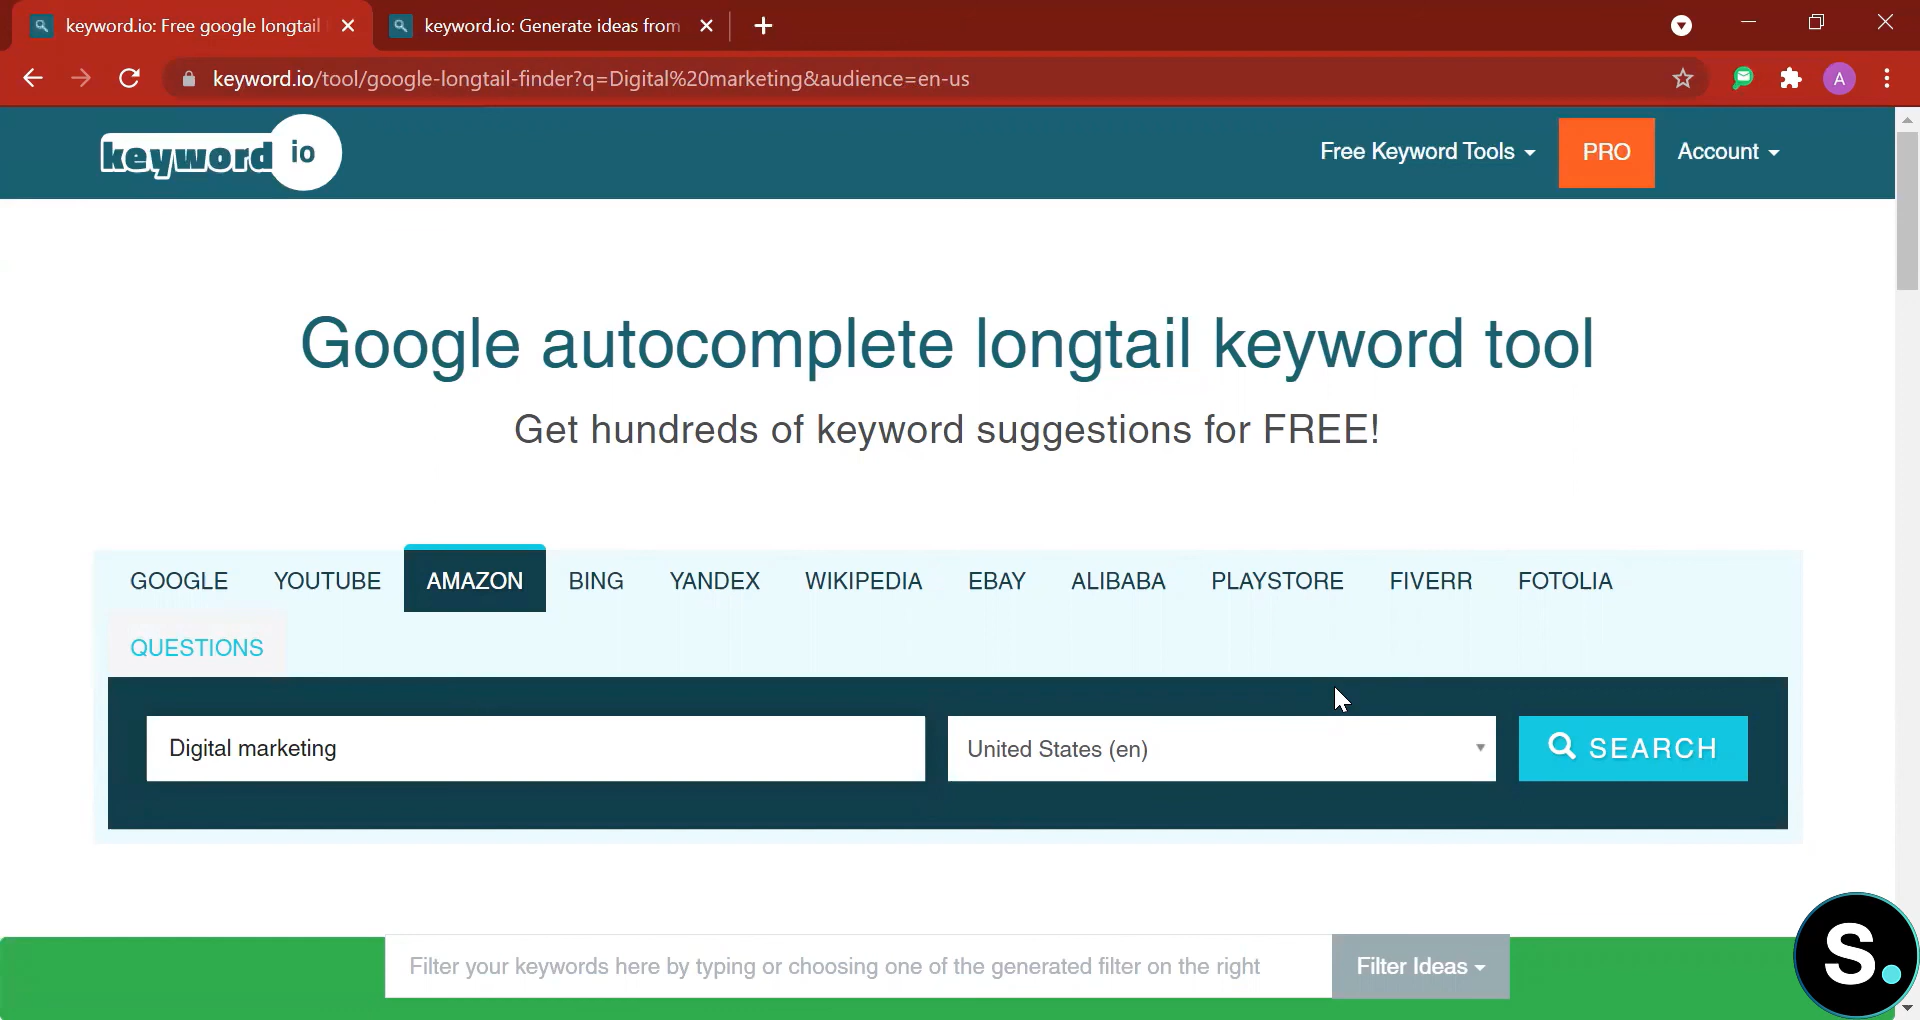 keyword.io: Free google longtail
keyword.io: Generate ideas from
keyword.io/tool/google-longtail-finder?q=Digital%20marketing&audience=en-us
A
keyword io
Free Keyword Tools
PRO
Account
Google autocomplete longtail keyword tool
Get hundreds of keyword suggestions for FREE!
GOOGLE YOUTUBE AMAZON BING YANDEX WIKIPEDIA EBAY ALIBABA PLAYSTORE FIVERR FOTOLIA
QUESTIONS
Digital marketing
United States (en)
SEARCH
Filter your keywords here by typing or choosing one of the generated filter on the right
Filter Ideas
S.